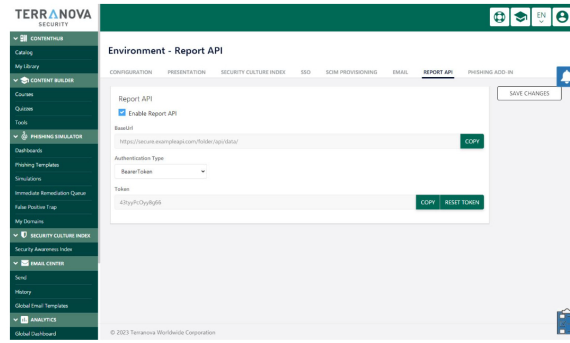 TERRANOVA
SECURITY
EN
CONTENTHUB
Catalog
My Library
CONTENT BUILDER
Courses
Quizzes
Tools
PHISHING SIMULATOR
Dashboards
Phishing Templates
Simulations
Immediate Remediation Queue
False Positive Trap
My Domains
SECURITY CULTURE INDEX
Security Awareness Index
EMAIL CENTER
Send
History
Global Email Templates
ANALYTICS
Global Dashboard
Environment - Report API
CONFIGURATION PRESENTATION SECURITY CULTURE INDEX SSO SCIM PROVISIONING EMAIL REPORT API PHISHING ADD-IN
SAVE CHANGES
Report API
Enable Report API
BaseUrl
https://secure.exampleapi.com/folder/api/data/ COPY
Authentication Type
BearerToken
Token
43tyyPcOyy8g66 COPY RESET TOKEN
© 2023 Terranova Worldwide Corporation